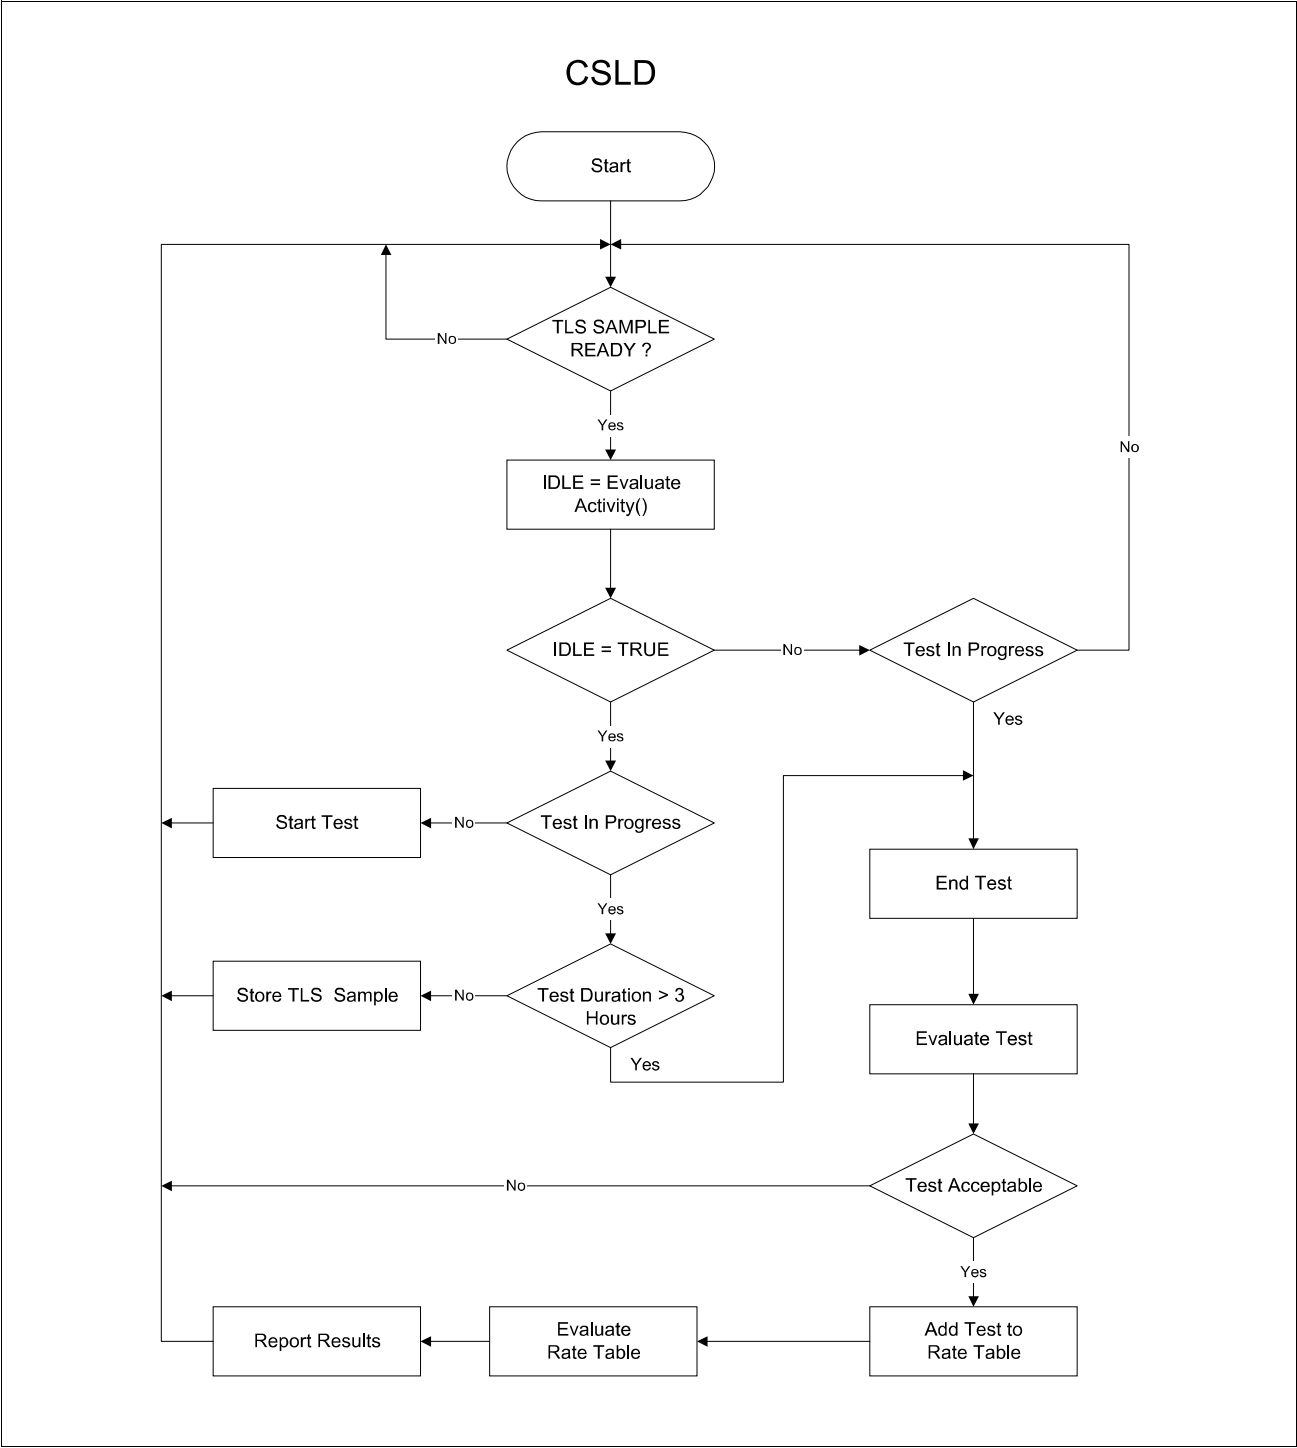 CSLD
Start
TLS SAMPLE
READY ?
No
Yes
No
IDLE = Evaluate
Activity()
IDLE = TRUE
No
Test In Progress
Yes
Yes
Start Test
No
Test In Progress
Yes
End Test
Store TLS Sample
No
Test Duration > 3
Hours
Yes
Evaluate Test
No
Test Acceptable
Yes
Report Results
Evaluate
Rate Table
Add Test to
Rate Table